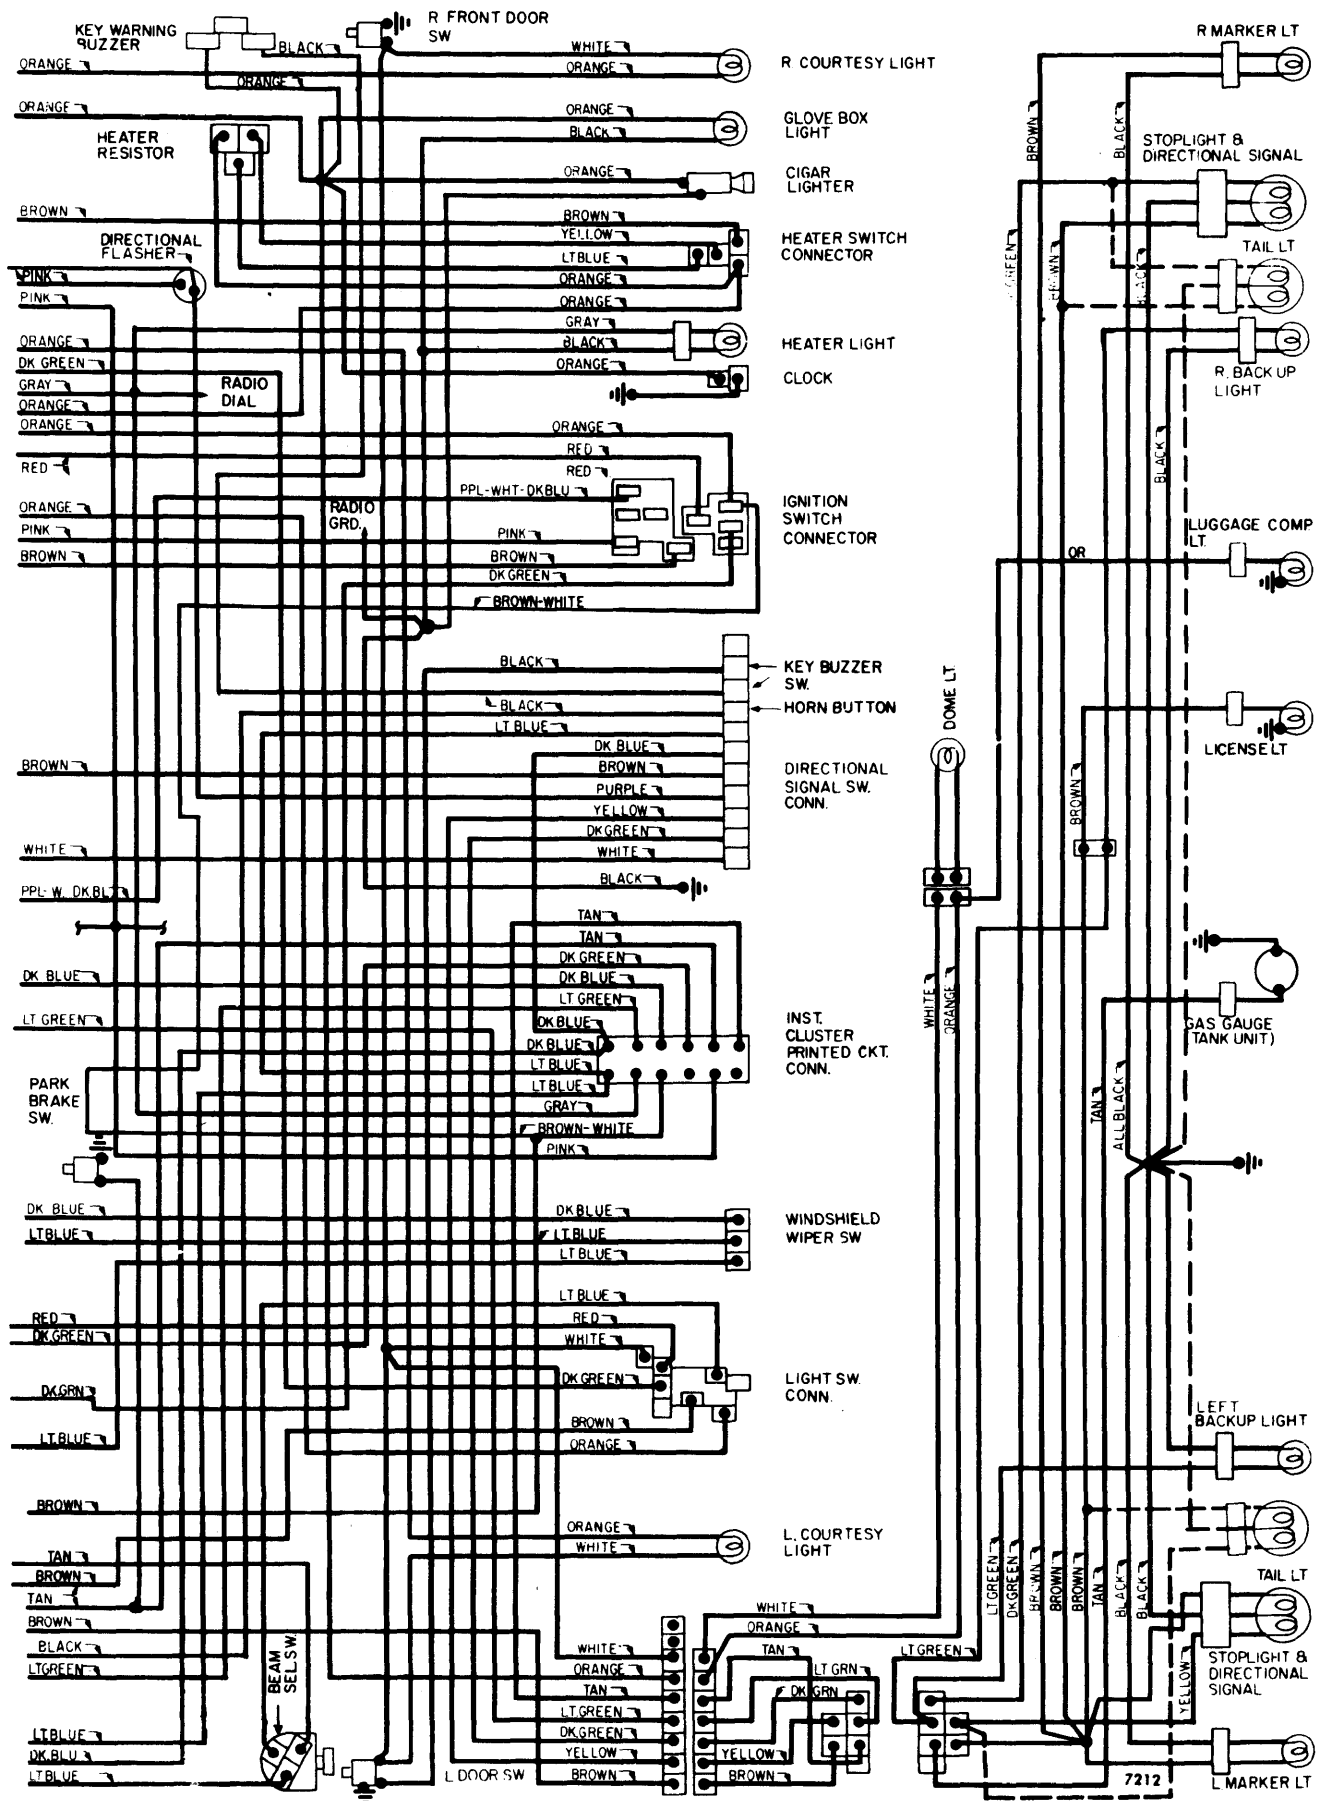 KEY WARNING
BUZZER
BLACK
R FRONT DOOR
SW
WHITE
ORANGE
R COURTESY LIGHT
ORANGE
ORANGE
ORANGE
HEATER
RESISTOR
ORANGE
BLACK
GLOVE BOX
LIGHT
ORANGE
CIGAR
LIGHTER
BROWN
BROWN
YELLOW
LT BLUE
ORANGE
ORANGE
HEATER SWITCH
CONNECTOR
DIRECTIONAL
FLASHER
PINK
PINK
GRAY
BLACK
HEATER LIGHT
ORANGE
DK GREEN
GRAY
ORANGE
ORANGE
RED
RADIO
DIAL
ORANGE
CLOCK
ORANGE
RED
RED
PPL-WHT-DKBLU
IGNITION
SWITCH
CONNECTOR
ORANGE
PINK
BROWN
RADIO
GRD.
PINK
BROWN
DK GREEN
BROWN-WHITE
BLACK
KEY BUZZER
SW.
BLACK
HORN BUTTON
LT BLUE
DK BLUE
BROWN
PURPLE
YELLOW
DK GREEN
WHITE
BLACK
DIRECTIONAL
SIGNAL SW.
CONN.
BROWN
WHITE
PPL-W. DK.BL
TAN
TAN
DK GREEN
DK BLUE
LT GREEN
DK BLUE
DK BLUE
LT BLUE
LT BLUE
GRAY
BROWN-WHITE
PINK
INST.
CLUSTER
PRINTED CKT.
CONN.
DK BLUE
LT GREEN
PARK
BRAKE
SW.
DK BLUE
LT BLUE
DK BLUE
LT.BLUE
LT BLUE
WINDSHIELD
WIPER SW
LT BLUE
RED
WHITE
DK GREEN
BROWN
ORANGE
LIGHT SW.
CONN.
RED
DK.GREEN
DK.GRN
LT.BLUE
BROWN
ORANGE
WHITE
L. COURTESY
LIGHT
TAN
BROWN
TAN
BROWN
BLACK
LTGREEN
BEAM
SEL.SW.
LT.BLUE
DK.BLU
LT BLUE
L DOOR SW
WHITE
ORANGE
TAN
LT.GREEN
DK.GREEN
YELLOW
BROWN
WHITE
ORANGE
TAN
LT GRN
DK GRN
YELLOW
BROWN
LT GREEN
R MARKER LT
BROWN
BLACK
STOPLIGHT &
DIRECTIONAL SIGNAL
BROWN
BLACK
TAIL LT
R. BACK UP
LIGHT
BLACK
LUGGAGE COMP
LT.
OR
DOME LT.
LICENSE LT
BROWN
WHITE
ORANGE
GAS GAUGE
TANK UNIT)
TAN
ALL BLACK
LEFT
BACKUP LIGHT
LT GREEN
DKGREEN
BROWN
BROWN
BROWN
TAN
BLACK
BLACK
TAIL LT
YELLOW
STOPLIGHT &
DIRECTIONAL
SIGNAL
7212
L MARKER LT